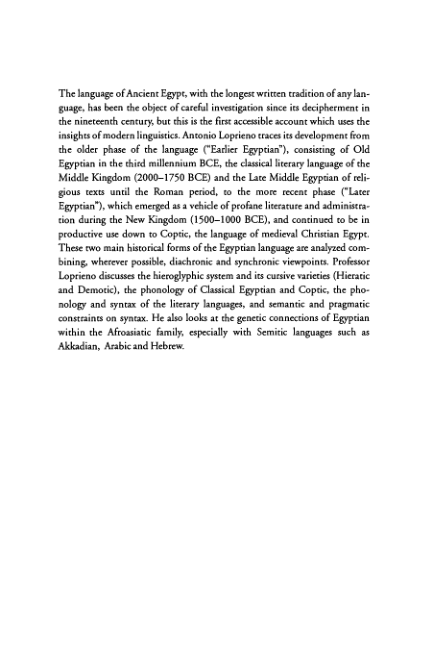 The language of Ancient Egypt, with the longest written tradition of any lan-
guage, has been the object of careful investigation since its decipherment in
the nineteenth century, but this is the first accessible account which uses the
insights of modern linguistics. Antonio Loprieno traces its development from
the older phase of the language ("Earlier Egyptian"), consisting of Old
Egyptian in the third millennium BCE, the classical literary language of the
Middle Kingdom (2000–1750 BCE) and the Late Middle Egyptian of reli-
gious texts until the Roman period, to the more recent phase ("Later
Egyptian"), which emerged as a vehicle of profane literature and administra-
tion during the New Kingdom (1500–1000 BCE), and continued to be in
productive use down to Coptic, the language of medieval Christian Egypt.
These two main historical forms of the Egyptian language are analyzed com-
bining, wherever possible, diachronic and synchronic viewpoints. Professor
Loprieno discusses the hieroglyphic system and its cursive varieties (Hieratic
and Demotic), the phonology of Classical Egyptian and Coptic, the pho-
nology and syntax of the literary languages, and semantic and pragmatic
constraints on syntax. He also looks at the genetic connections of Egyptian
within the Afroasiatic family, especially with Semitic languages such as
Akkadian, Arabic and Hebrew.